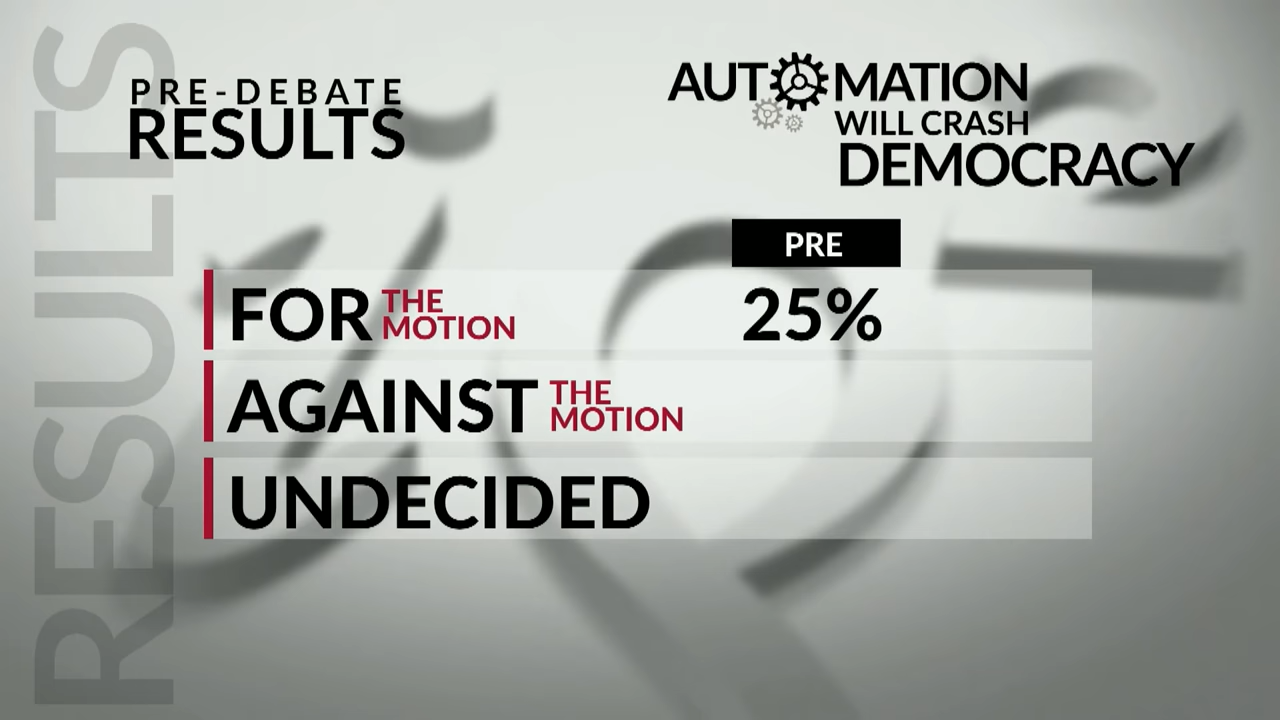 RESULTS
PRE-DEBATE
RESULTS
AUTOMATION
WILL CRASH
DEMOCRACY
PRE
FOR THE MOTION 25%
AGAINST THE MOTION
UNDECIDED